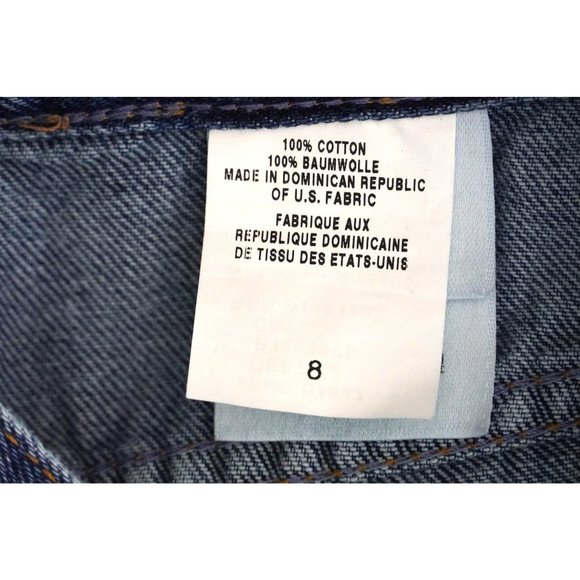 100% COTTON
100% BAUMWOLLE
MADE IN DOMINICAN REPUBLIC
OF U.S. FABRIC
FABRIQUE AUX
REPUBLIQUE DOMINICAINE
DE TISSU DES ETATS-UNIS
8